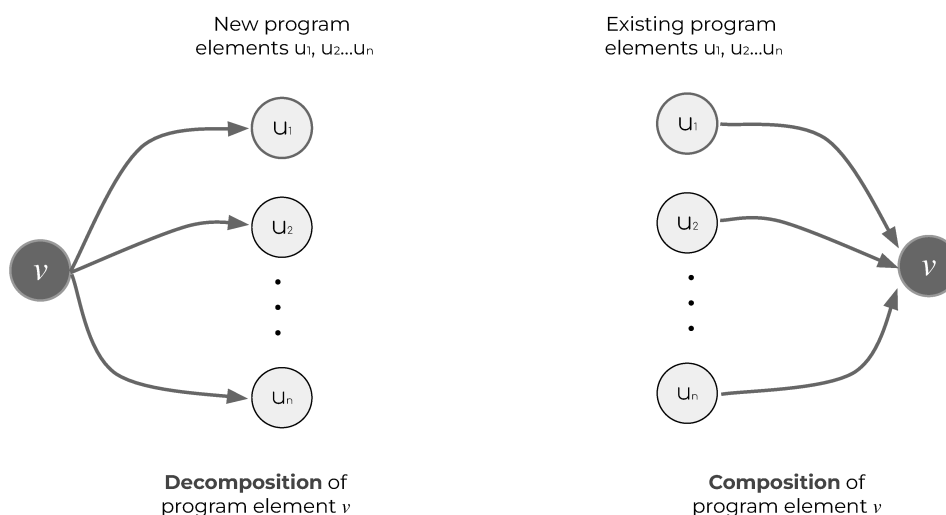 New program
elements u₁, u₂...uₙ
u₁
u₂
uₙ
v
Decomposition of
program element v
Existing program
elements u₁, u₂...uₙ
u₁
u₂
uₙ
v
Composition of
program element v